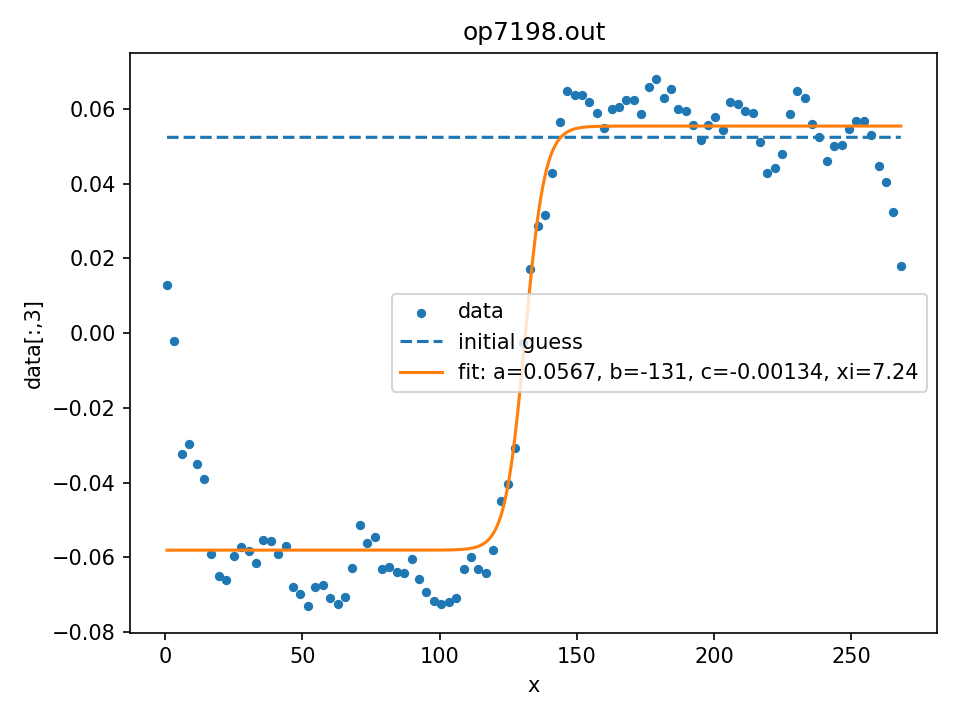 op7198.out
data[:,3]
0.06
0.04
0.02
0.00
−0.02
−0.04
−0.06
−0.08
data
initial guess
fit: a=0.0567, b=-131, c=-0.00134, xi=7.24
0 50 100 150 200 250
x